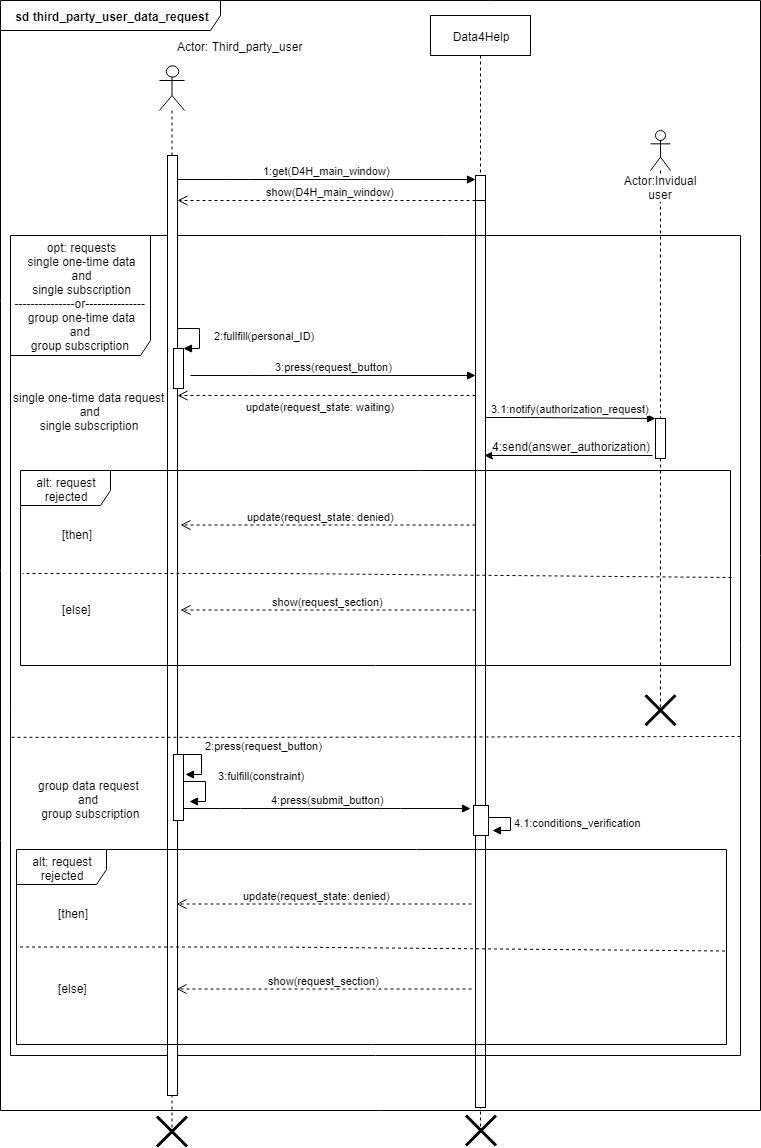 sd third_party_user_data_request
Actor: Third_party_user
Data4Help
Actor:Invidual
user
1:get(D4H_main_window)
show(D4H_main_window)
opt: requests
single one-time data
and
single subscription
---------------or---------------
group one-time data
and
group subscription
2:fullfill(personal_ID)
3:press(request_button)
single one-time data request
and
single subscription
update(request_state: waiting)
3.1:notify(authorization_request)
4:send(answer_authorization)
alt: request
rejected
update(request_state: denied)
[then]
show(request_section)
[else]
2:press(request_button)
3:fulfill(constraint)
group data request
and
group subscription
4:press(submit_button)
4.1:conditions_verification
alt: request
rejected
update(request_state: denied)
[then]
show(request_section)
[else]